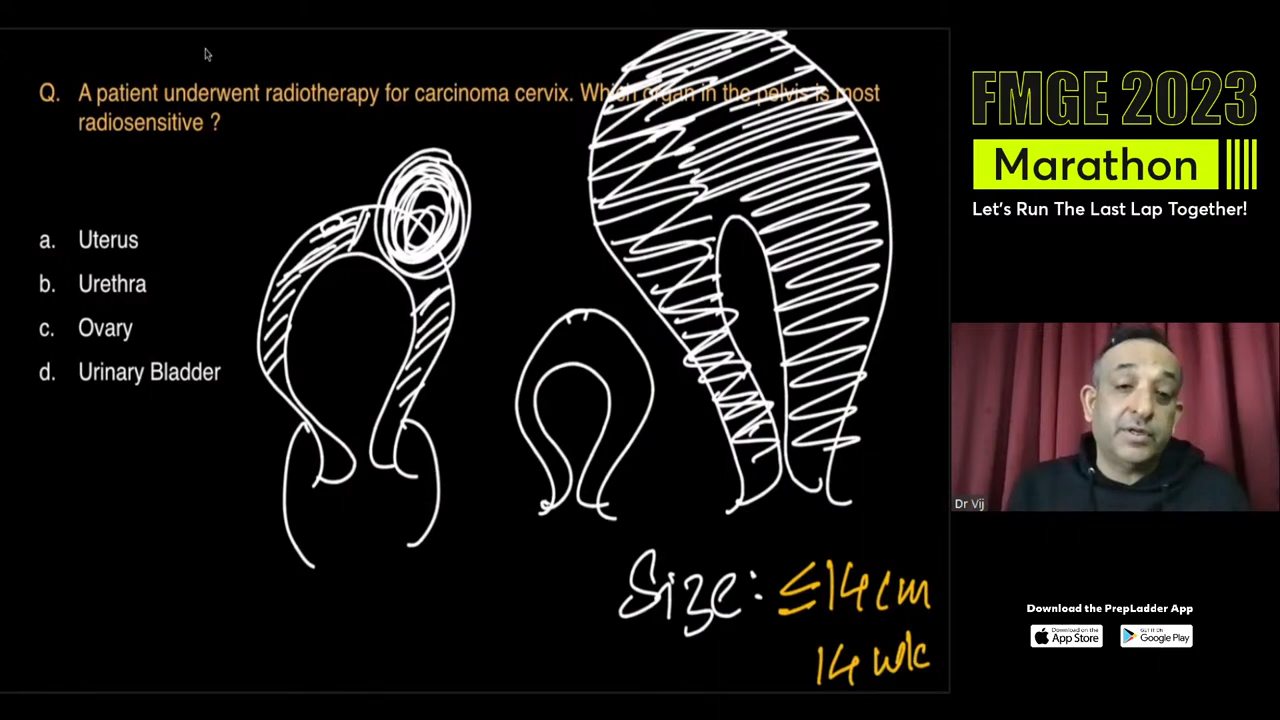 Q. A patient underwent radiotherapy for carcinoma cervix. Which organ in the pelvis is most
radiosensitive ?
a. Uterus
b. Urethra
c. Ovary
d. Urinary Bladder
Size: ≤14cm
14 wk
FMGE 2023
Marathon
Let's Run The Last Lap Together!
Dr Vij
Download the PrepLadder App
Download on the
App Store
GET IT ON
Google Play